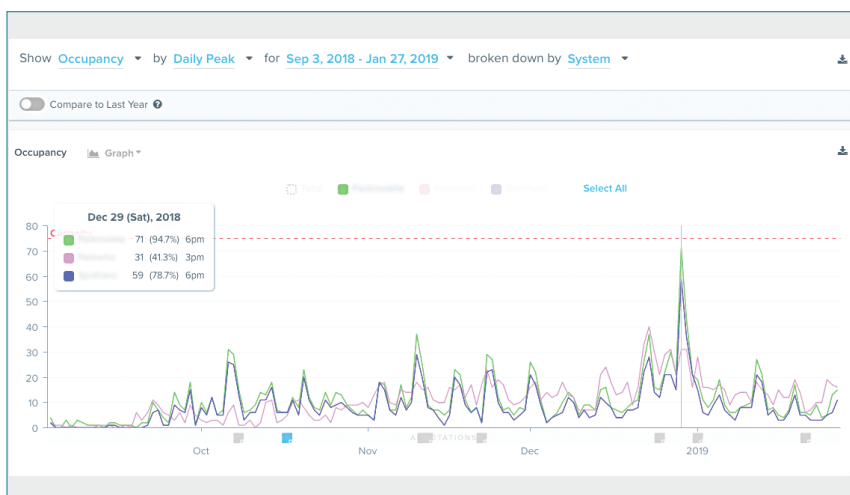 Show Occupancy by Daily Peak for Sep 3, 2018 - Jan 27, 2019 broken down by System
Compare to Last Year ?
Occupancy Graph
Select All
Dec 29 (Sat), 2018
71 (94.7%) 6pm
31 (41.3%) 3pm
59 (78.7%) 6pm
80
70
60
50
40
30
20
10
0
ANNOTATIONS
Oct Nov Dec 2019